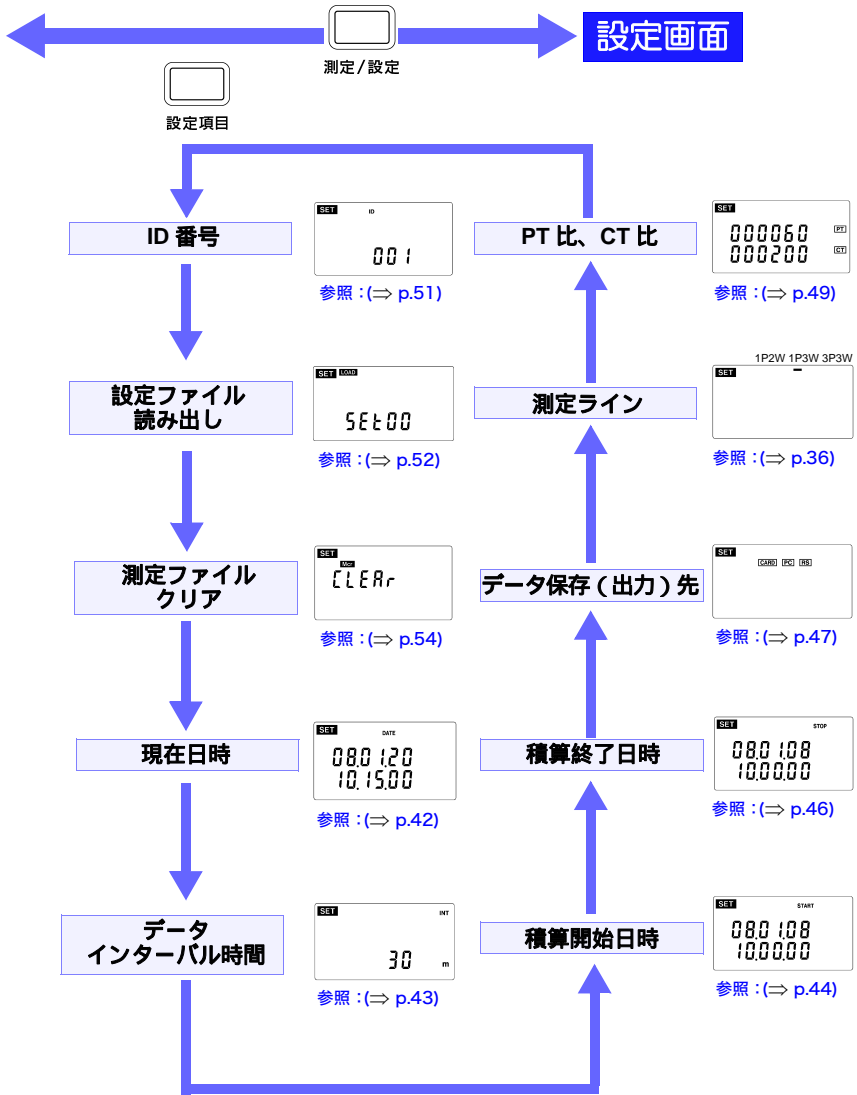 設定画面
測定/設定
設定項目
ID 番号
SET ID
001
参照：(⇒ p.51)
設定ファイル
読み出し
SET LOAD
SEt00
参照：(⇒ p.52)
測定ファイル
クリア
SET
Mcr
CLEAr
参照：(⇒ p.54)
現在日時
SET DATE
08.01.20
10.15.00
参照：(⇒ p.42)
データ
インターバル時間
SET INT
30 m
参照：(⇒ p.43)
PT 比、CT 比
SET
000060 PT
000200 CT
参照：(⇒ p.49)
測定ライン
1P2W 1P3W 3P3W
SET
参照：(⇒ p.36)
データ保存（出力）先
SET
CARD PC RS
参照：(⇒ p.47)
積算終了日時
SET STOP
08.01.08
10.00.00
参照：(⇒ p.46)
積算開始日時
SET START
08.01.08
10.00.00
参照：(⇒ p.44)